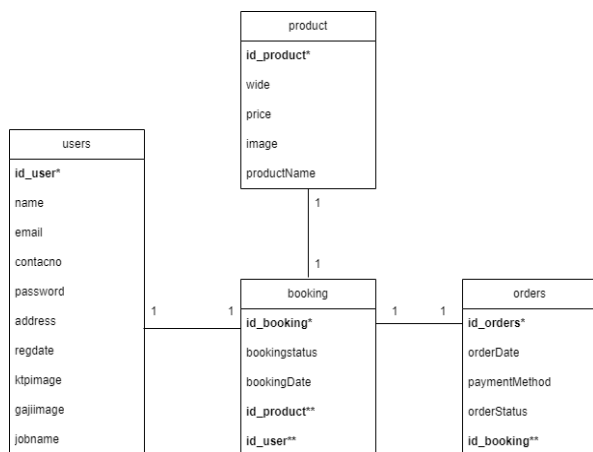 product
id_product*
wide
price
image
productName
users
id_user*
name
email
contacno
password
address
regdate
ktpimage
gajiimage
jobname
1
1
1
1
booking
id_booking*
bookingstatus
bookingDate
id_product**
id_user**
1
1
orders
id_orders*
orderDate
paymentMethod
orderStatus
id_booking**